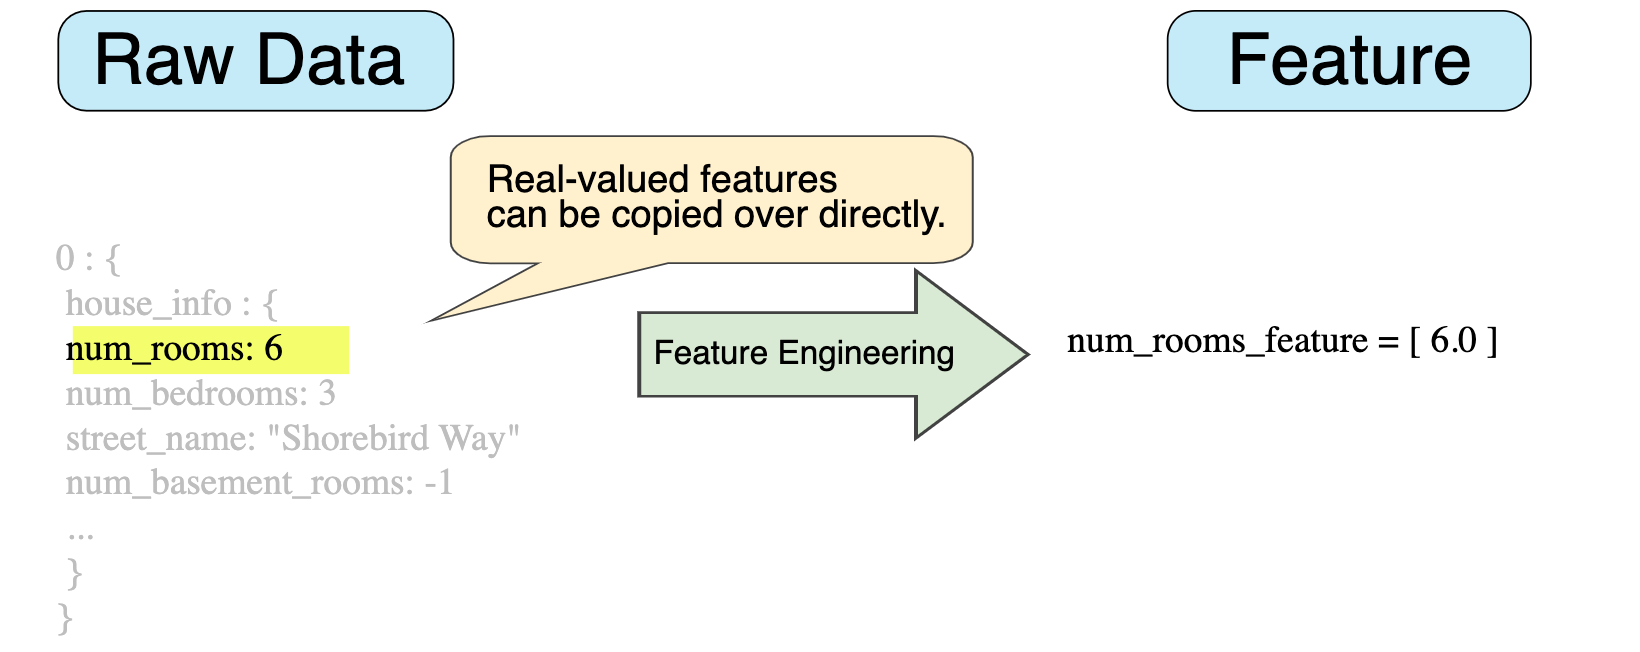 Raw Data
Feature
Real-valued features
can be copied over directly.
0 : {
house_info : {
num_rooms: 6
num_bedrooms: 3
street_name: "Shorebird Way"
num_basement_rooms: -1
...
}
}
Feature Engineering
num_rooms_feature = [ 6.0 ]